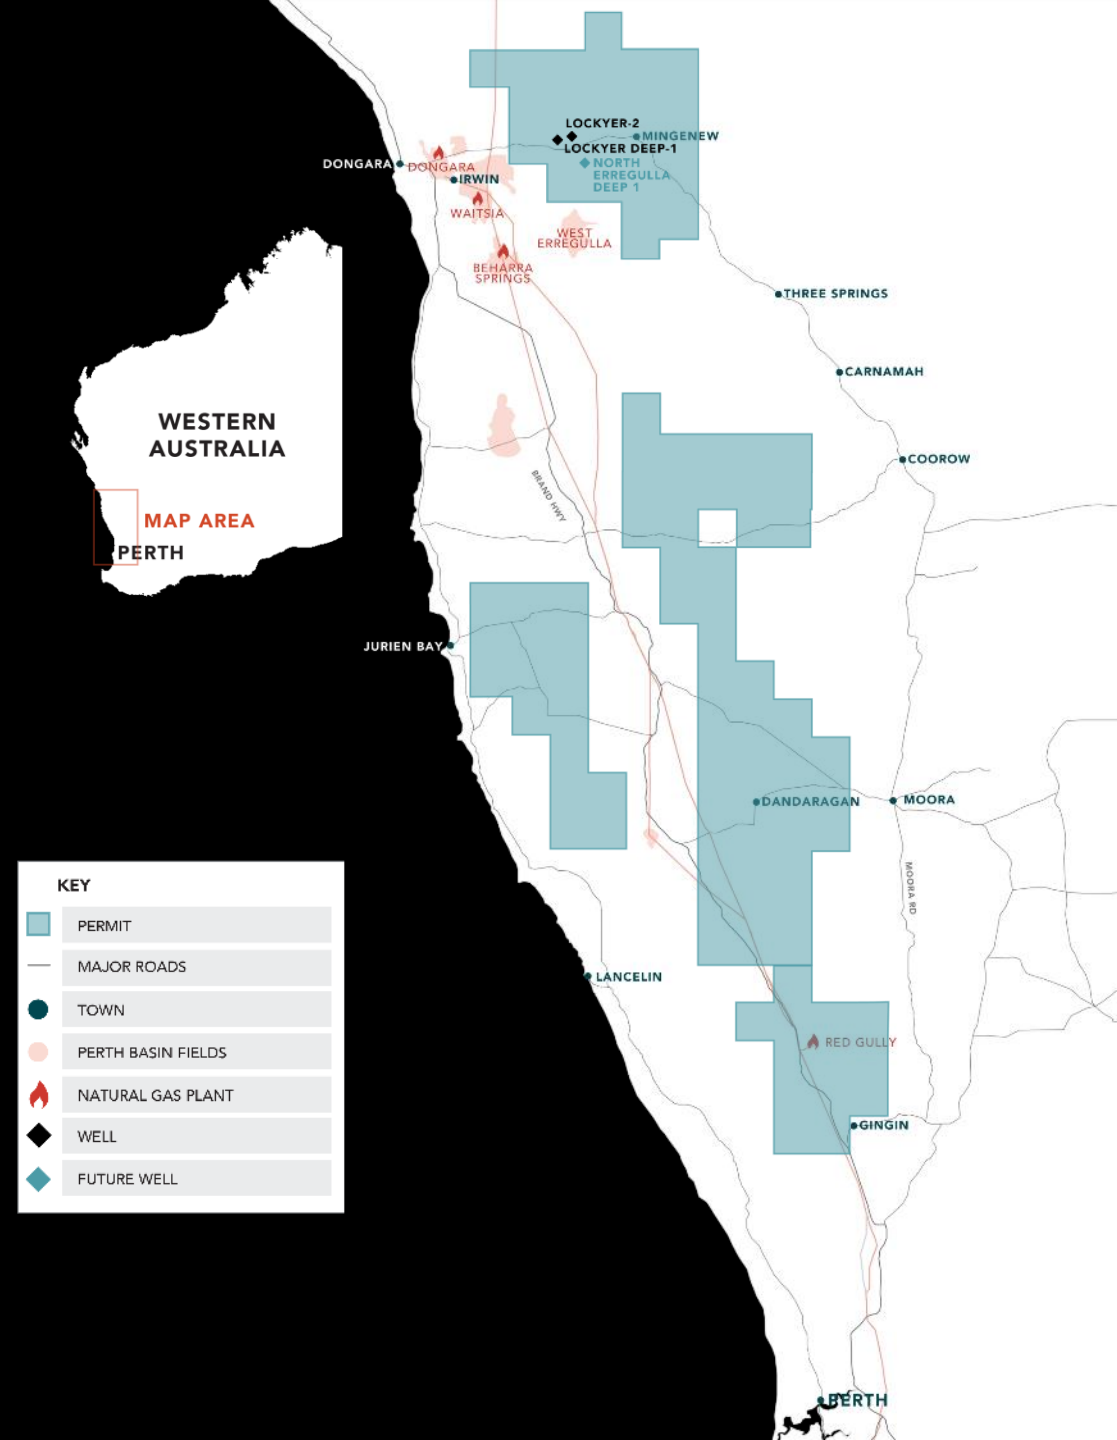 LOCKYER-2
MINGENEW
LOCKYER DEEP-1
DONGARA
DONGARA
NORTH
ERREGULLA
DEEP 1
IRWIN
WAITSIA
WEST
ERREGULLA
BEHARRA
SPRINGS
THREE SPRINGS
CARNAMAH
WESTERN
AUSTRALIA
COOROW
BRAND HWY
MAP AREA
PERTH
JURIEN BAY
DANDARAGAN
MOORA
MOORA RD
KEY
PERMIT
MAJOR ROADS
TOWN
PERTH BASIN FIELDS
NATURAL GAS PLANT
WELL
FUTURE WELL
LANCELIN
RED GULLY
GINGIN
PERTH